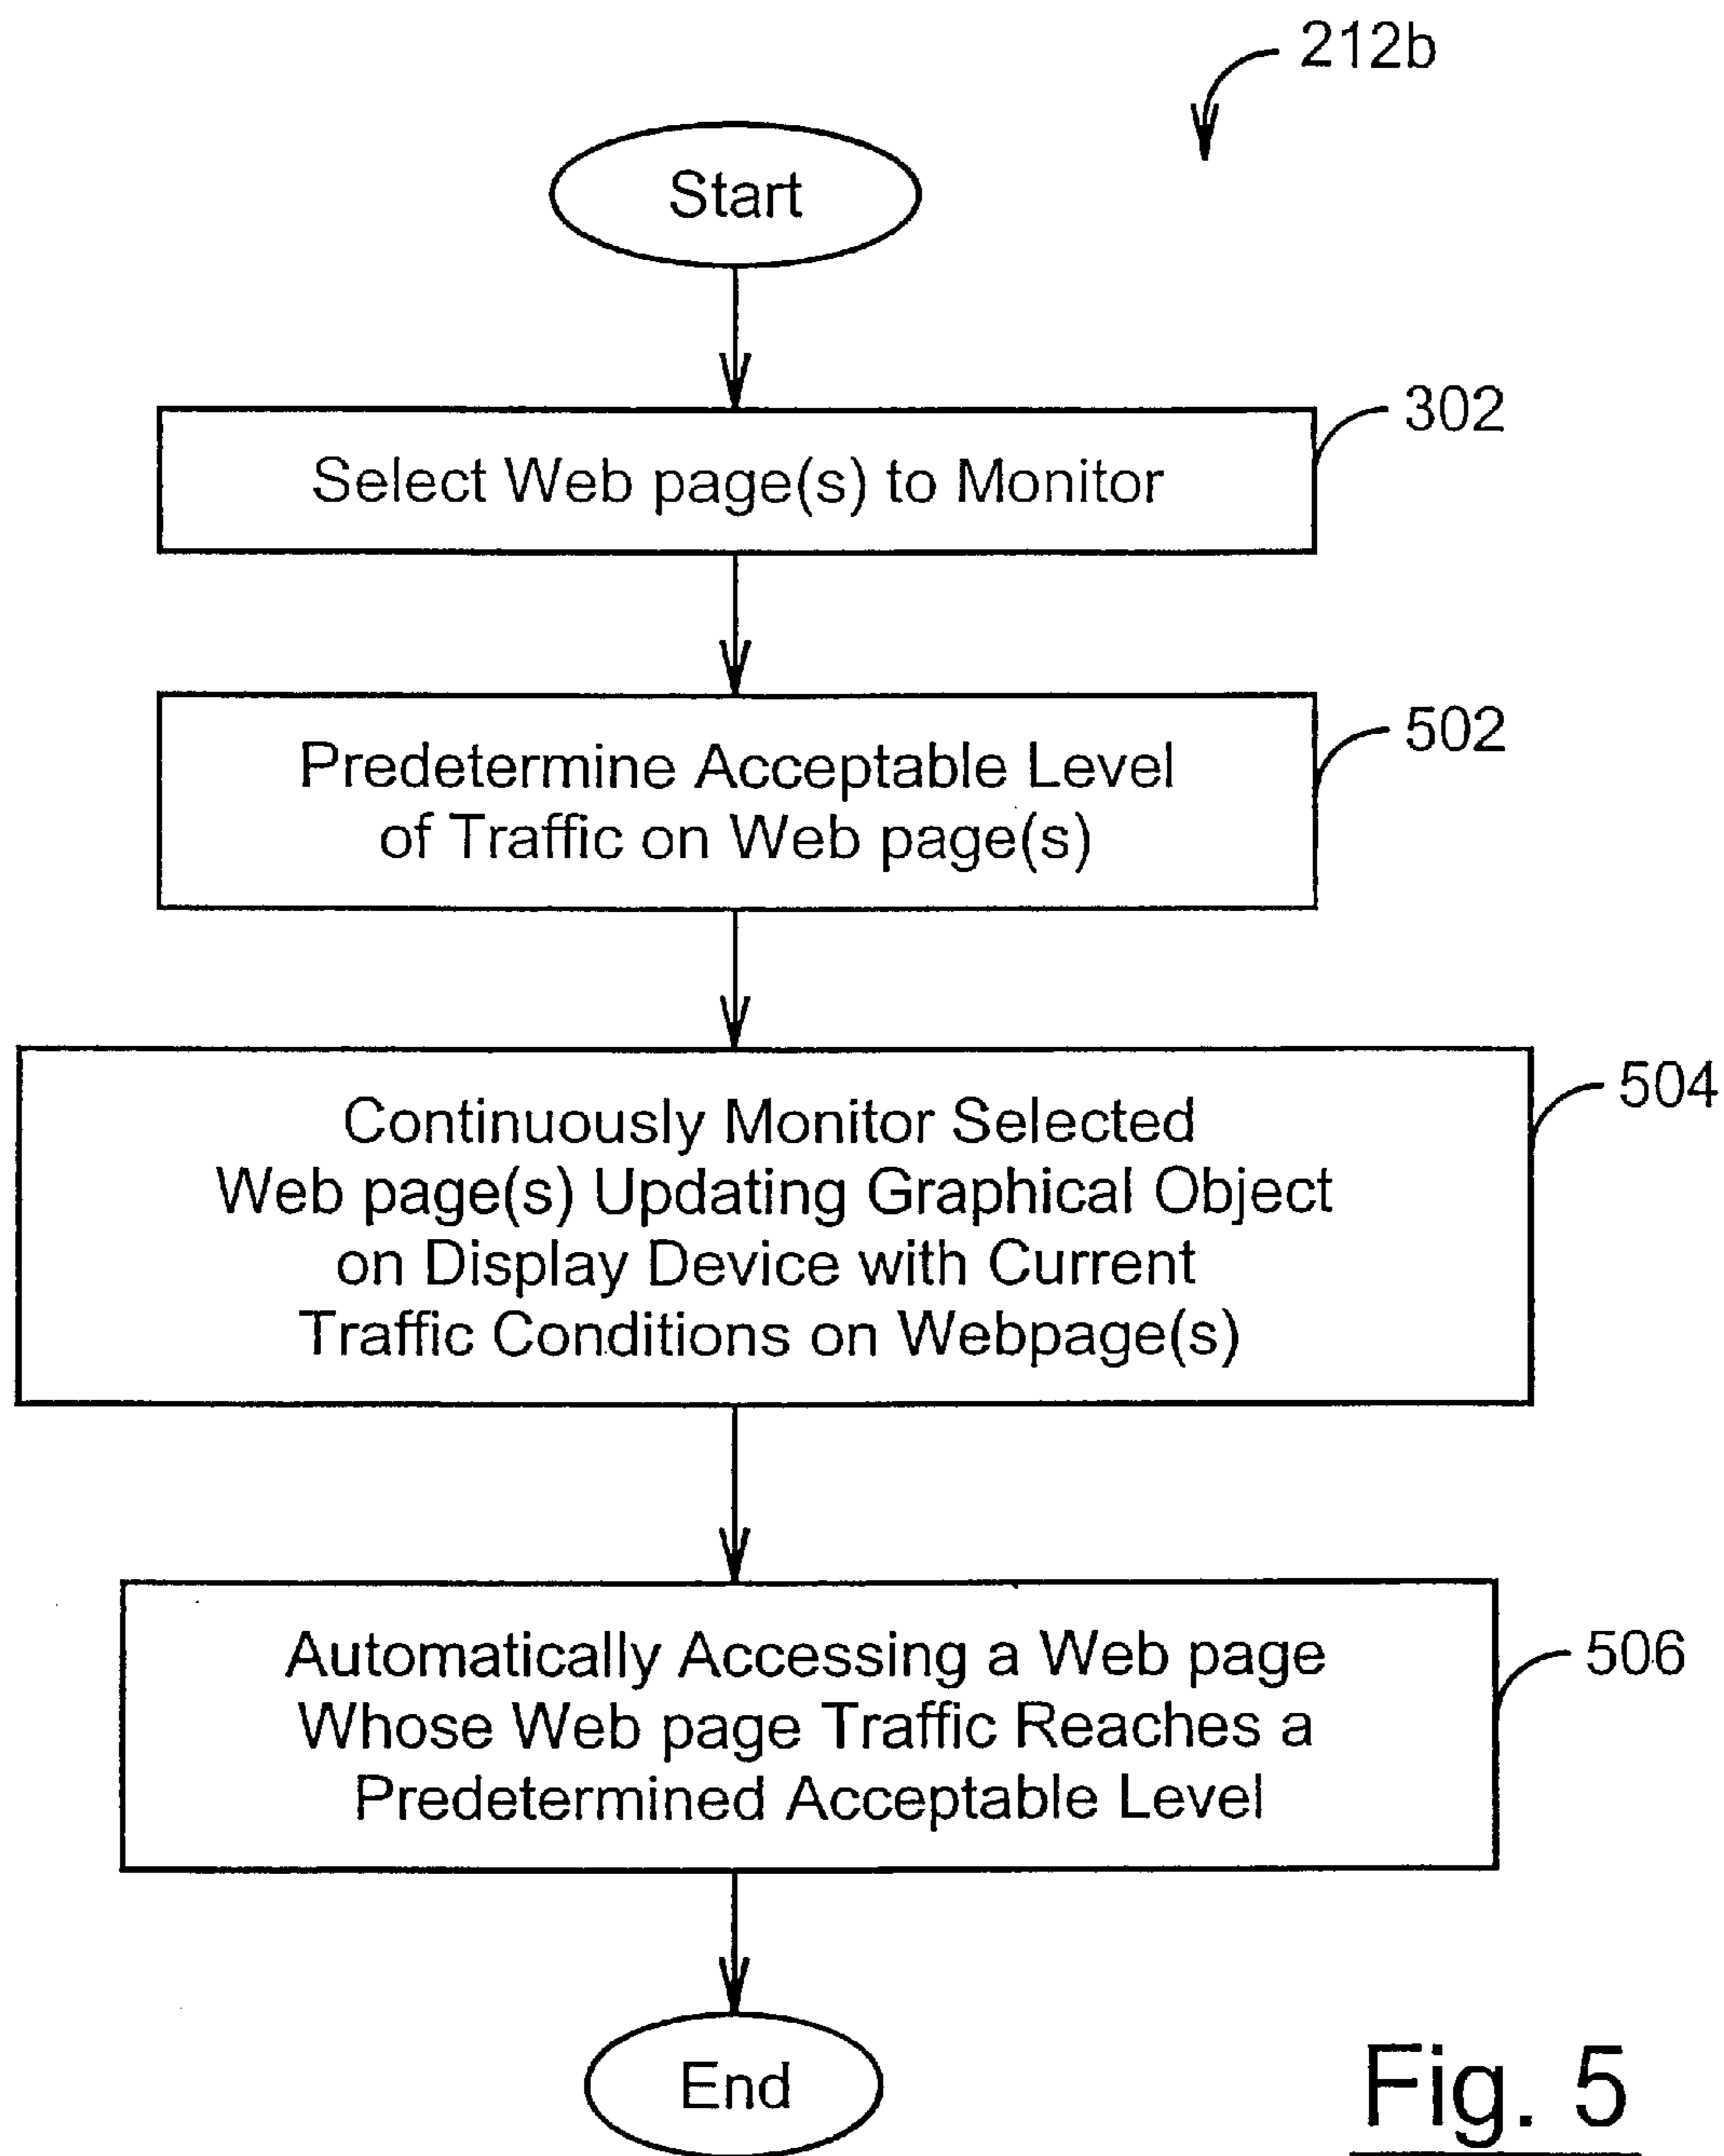 212b
Start
302
Select Web page(s) to Monitor
502
Predetermine Acceptable Level
of Traffic on Web page(s)
504
Continuously Monitor Selected
Web page(s) Updating Graphical Object
on Display Device with Current
Traffic Conditions on Webpage(s)
506
Automatically Accessing a Web page
Whose Web page Traffic Reaches a
Predetermined Acceptable Level
End
Fig. 5